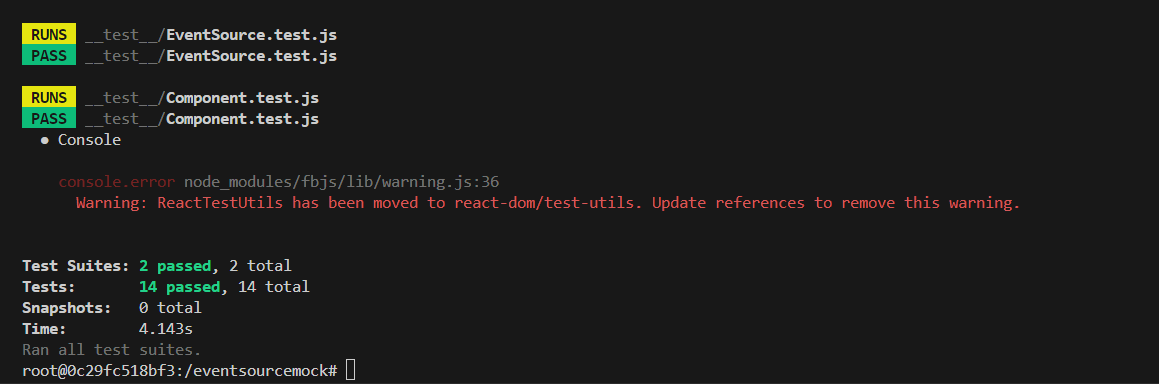 RUNS __test__/EventSource.test.js
PASS __test__/EventSource.test.js
RUNS __test__/Component.test.js
PASS __test__/Component.test.js
● Console
console.error node_modules/fbjs/lib/warning.js:36
Warning: ReactTestUtils has been moved to react-dom/test-utils. Update references to remove this warning.
Test Suites: 2 passed, 2 total
Tests: 14 passed, 14 total
Snapshots: 0 total
Time: 4.143s
Ran all test suites.
root@0c29fc518bf3:/eventsourcemock#